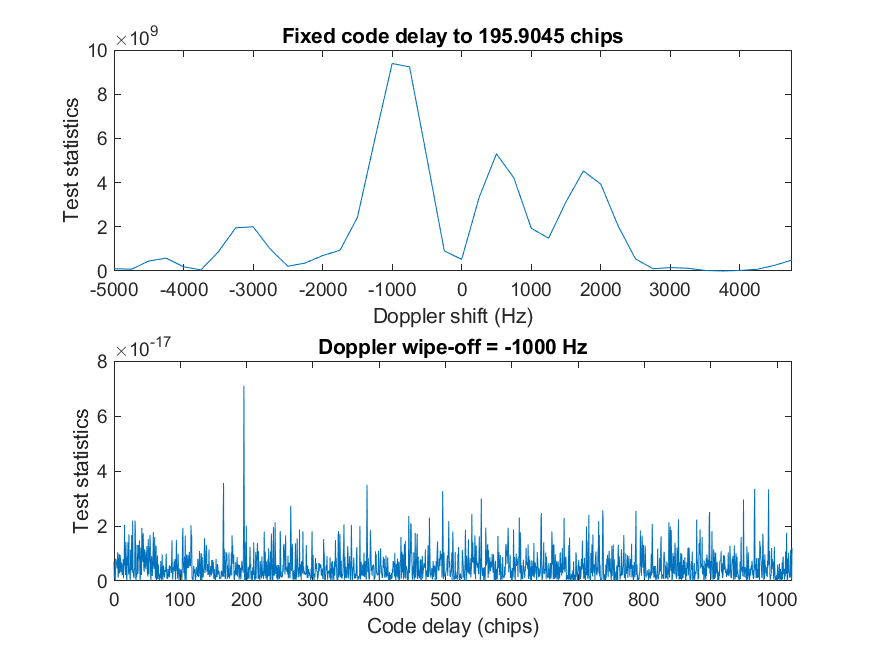 ×10^9
Fixed code delay to 195.9045 chips
10
8
6
4
2
0
Test statistics
-5000 -4000 -3000 -2000 -1000 0 1000 2000 3000 4000
Doppler shift (Hz)
×10^-17
Doppler wipe-off = -1000 Hz
8
6
4
2
0
Test statistics
0 100 200 300 400 500 600 700 800 900 1000
Code delay (chips)